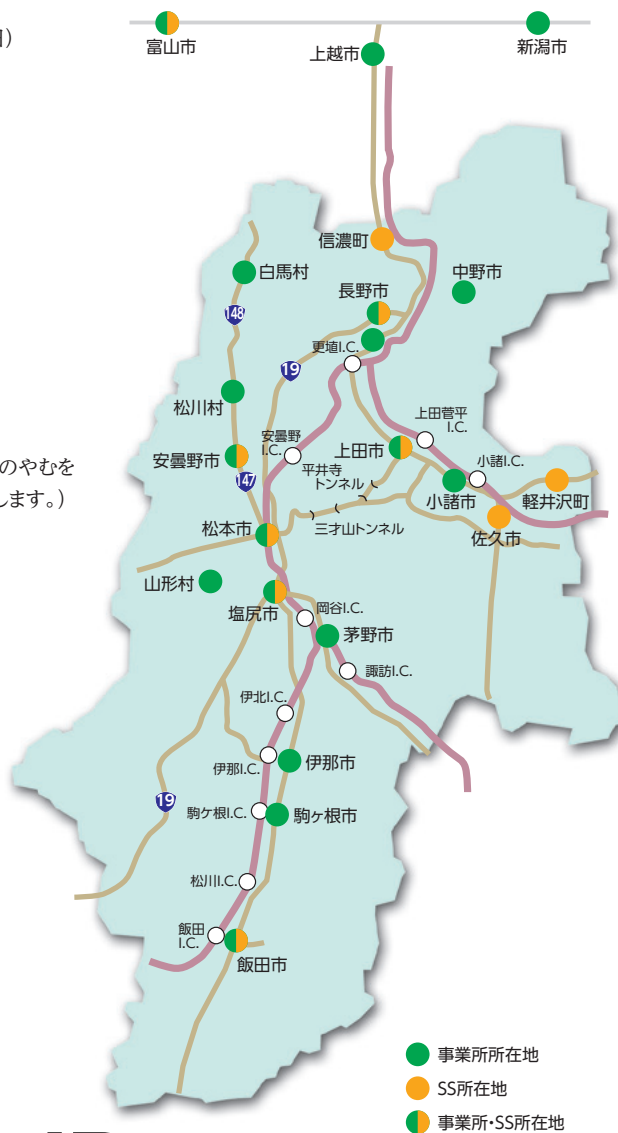 富山市
上越市
新潟市
信濃町
白馬村
中野市
長野市
148
19
更埴I.C.
松川村
上田菅平
I.C.
安曇野
I.C.
上田市
小諸I.C.
安曇野市
平井寺
トンネル
のやむを
します。)
147
小諸市
軽井沢町
佐久市
松本市
三才山トンネル
山形村
塩尻市
岡谷I.C.
茅野市
諏訪I.C.
伊北I.C.
伊那I.C.
伊那市
19
駒ケ根I.C.
駒ヶ根市
松川I.C.
飯田
I.C.
飯田市
事業所所在地
SS所在地
事業所・SS所在地